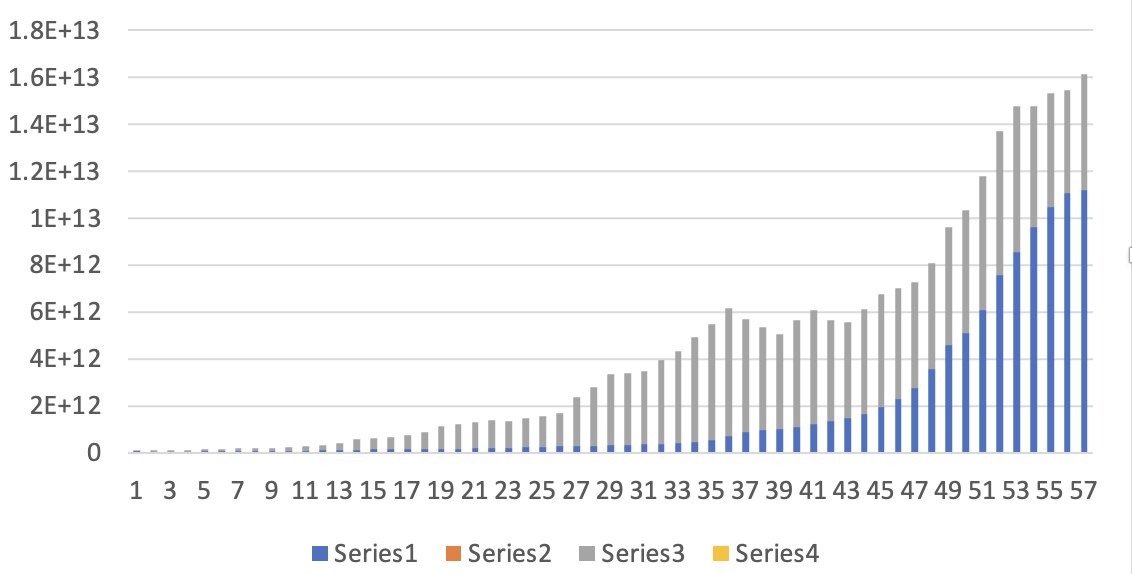 1.8E+13
1.6E+13
1.4E+13
1.2E+13
1E+13
8E+12
6E+12
4E+12
2E+12
0
1 3 5 7 9 11 13 15 17 19 21 23 25 27 29 31 33 35 37 39 41 43 45 47 49 51 53 55 57
Series1 Series2 Series3 Series4